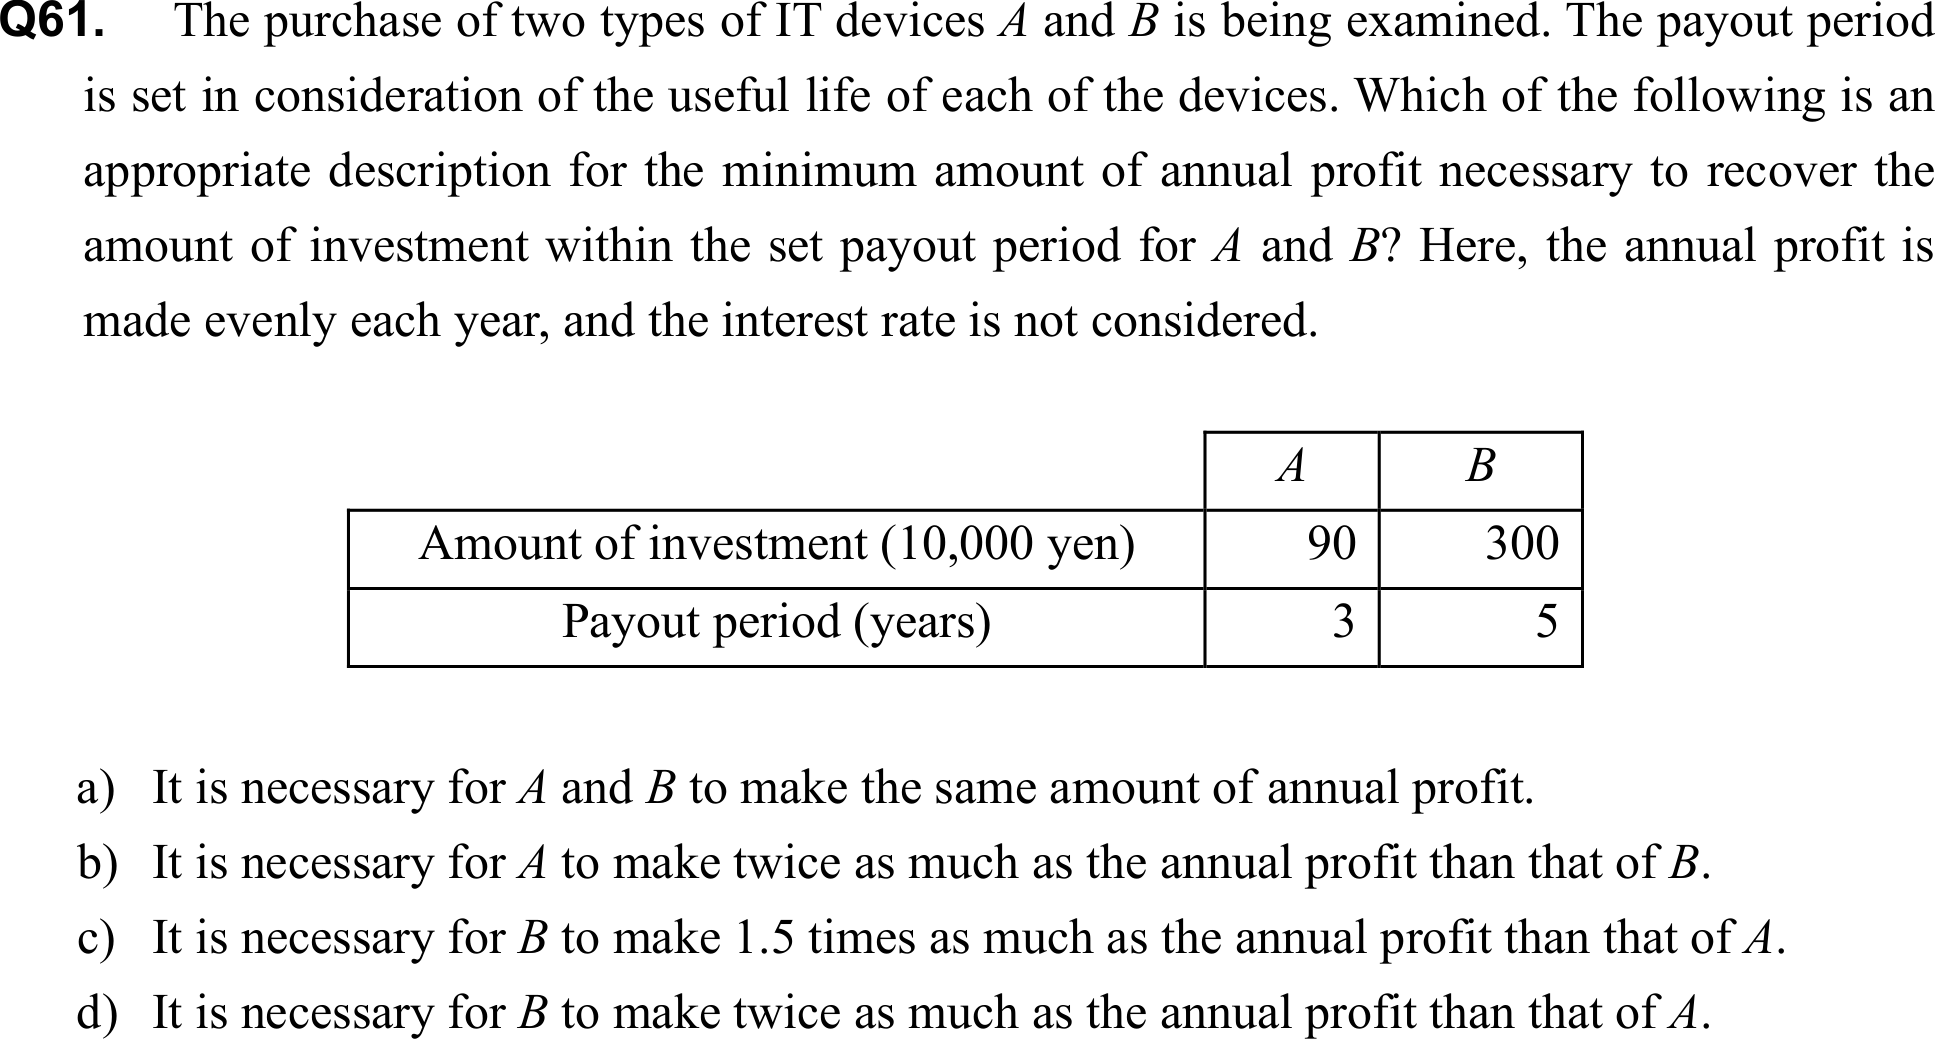 Q61. The purchase of two types of IT devices A and B is being examined. The payout period
is set in consideration of the useful life of each of the devices. Which of the following is an
appropriate description for the minimum amount of annual profit necessary to recover the
amount of investment within the set payout period for A and B? Here, the annual profit is
made evenly each year, and the interest rate is not considered.
A B
Amount of investment (10,000 yen) 90 300
Payout period (years) 3 5
a) It is necessary for A and B to make the same amount of annual profit.
b) It is necessary for A to make twice as much as the annual profit than that of B.
c) It is necessary for B to make 1.5 times as much as the annual profit than that of A.
d) It is necessary for B to make twice as much as the annual profit than that of A.